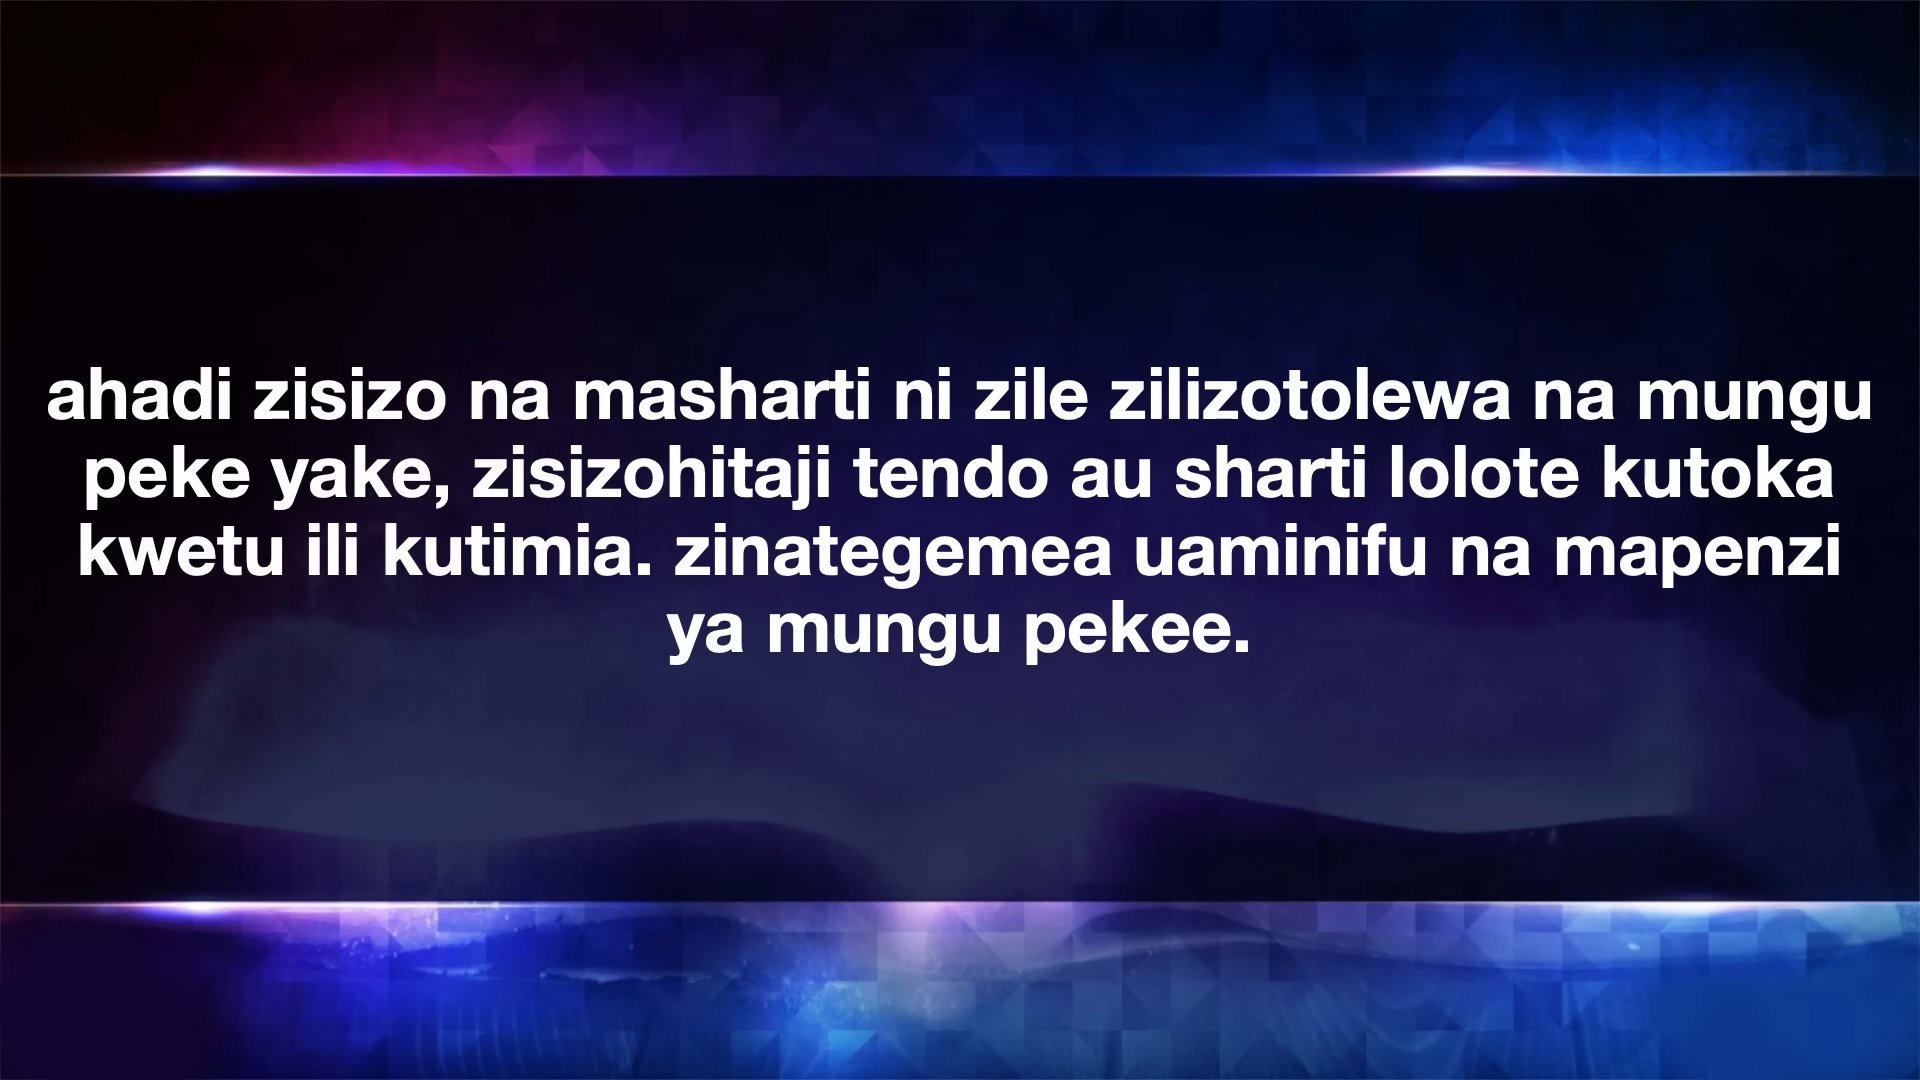 ahadi zisizo na masharti ni zile zilizotolewa na mungu
peke yake, zisizohitaji tendo au sharti lolote kutoka
kwetu ili kutimia. zinategemea uaminifu na mapenzi
ya mungu pekee.